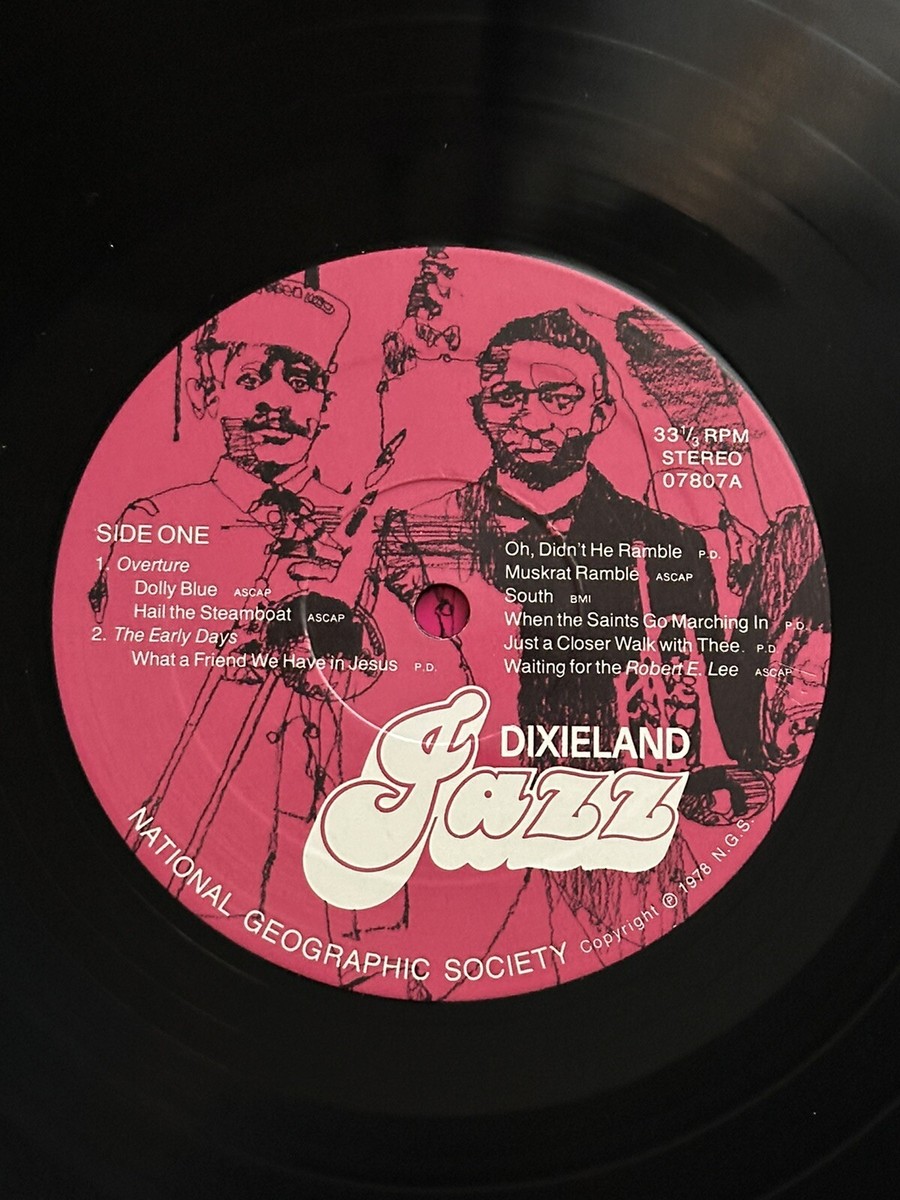 33⅓ RPM
STEREO
07807A
SIDE ONE
1. Overture
Dolly Blue ASCAP
Hail the Steamboat ASCAP
2. The Early Days
What a Friend We Have in Jesus P.D.
Oh, Didn't He Ramble P.D.
Muskrat Ramble ASCAP
South BMI
When the Saints Go Marching In P.D.
Just a Closer Walk with Thee. P.D.
Waiting for the Robert E. Lee ASCAP
DIXIELAND
Jazz
NATIONAL GEOGRAPHIC SOCIETY
Copyright ℗ 1978 N.G.S.